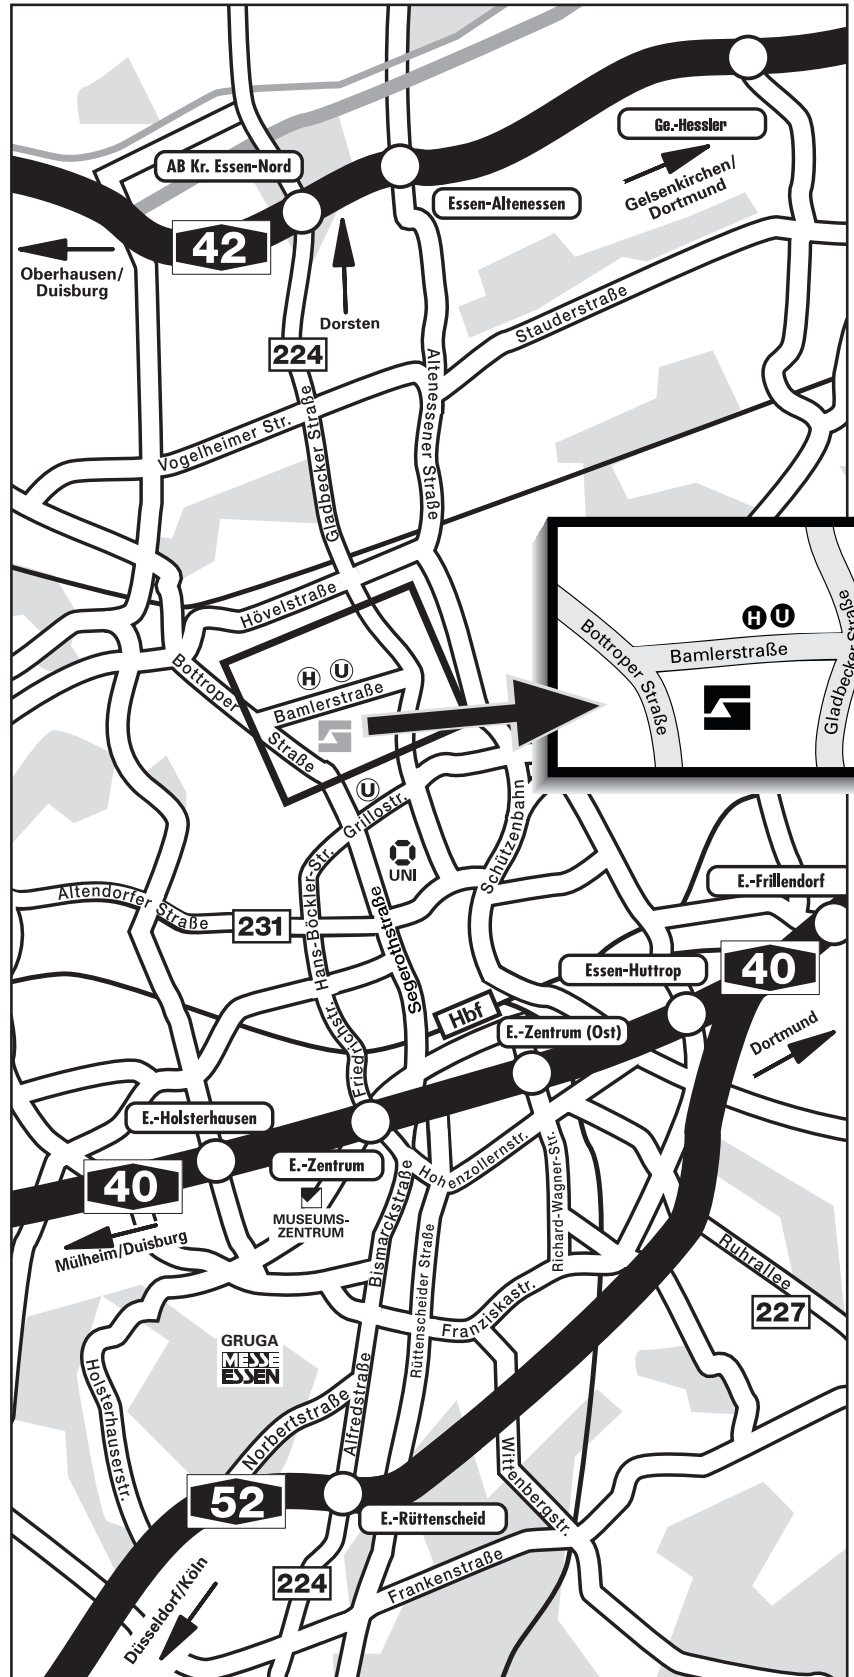 Ge.-Hessler
AB Kr. Essen-Nord
Gelsenkirchen/
Dortmund
Essen-Altenessen
42
Oberhausen/
Duisburg
Dorsten
Stauderstraße
224
Altenessener Straße
Vogelheimer Str.
Gladbecker Straße
Hövelstraße
H U
Bottroper Straße
Bamlerstraße
Gladbecker Straße
Bottroper
Straße
H U
Bamlerstraße
U
Grillostr.
Schützenbahn
UNI
Hans-Böckler-Str.
E.-Frillendorf
Altendorfer Straße
231
Segerothstraße
Essen-Huttrop
40
Hbf
E.-Zentrum (Ost)
Dortmund
Friedrichstr.
E.-Holsterhausen
E.-Zentrum
Hohenzollernstr.
40
MUSEUMS-
ZENTRUM
Bismarckstraße
Richard-Wagner-Str.
Mülheim/Duisburg
Rüttenscheider Straße
Ruhrallee
227
Franziskastr.
GRUGA
MESSE
ESSEN
Holsterhauserstr.
Norbertstraße
Alfredstraße
Wittenbergstr.
52
E.-Rüttenscheid
224
Frankenstraße
Düsseldorf/Köln